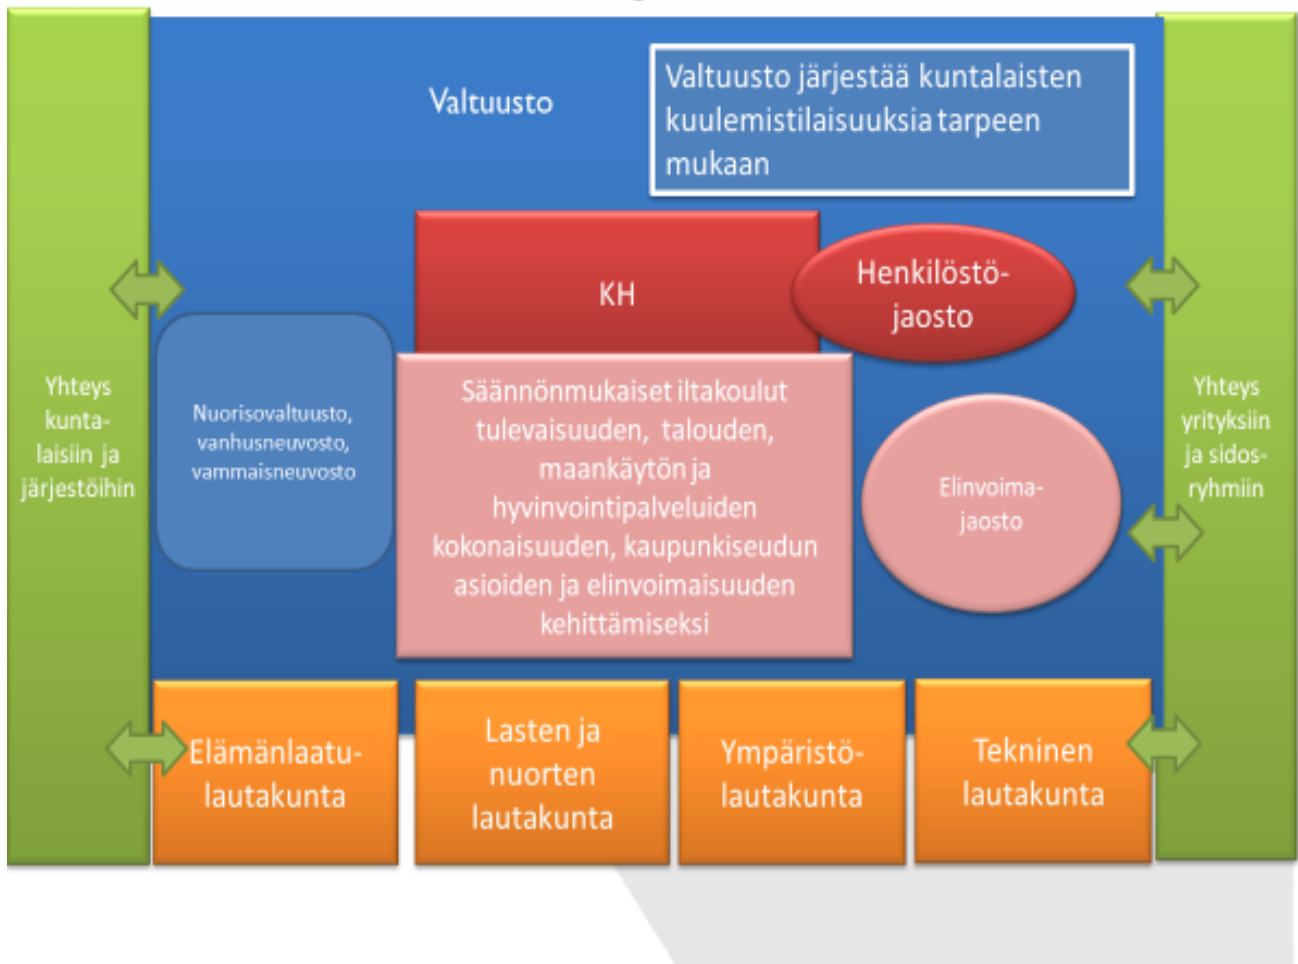 Valtuusto
Valtuusto järjestää kuntalaisten
kuulemistilaisuuksia tarpeen
mukaan
KH
Henkilöstö-
jaosto
Yhteys
kunta-
laisiin ja
järjestöihin
Nuorisovaltuusto,
vanhusneuvosto,
vammaisneuvosto
Säännönmukaiset iltakoulut
tulevaisuuden, talouden,
maankäytön ja
hyvinvointipalveluiden
kokonaisuuden, kaupunkiseudun
asioiden ja elinvoimaisuuden
kehittämiseksi
Elinvoima-
jaosto
Yhteys
yrityksiin
ja sidos-
ryhmiin
Elämänlaatu-
lautakunta
Lasten ja
nuorten
lautakunta
Ympäristö-
lautakunta
Tekninen
lautakunta